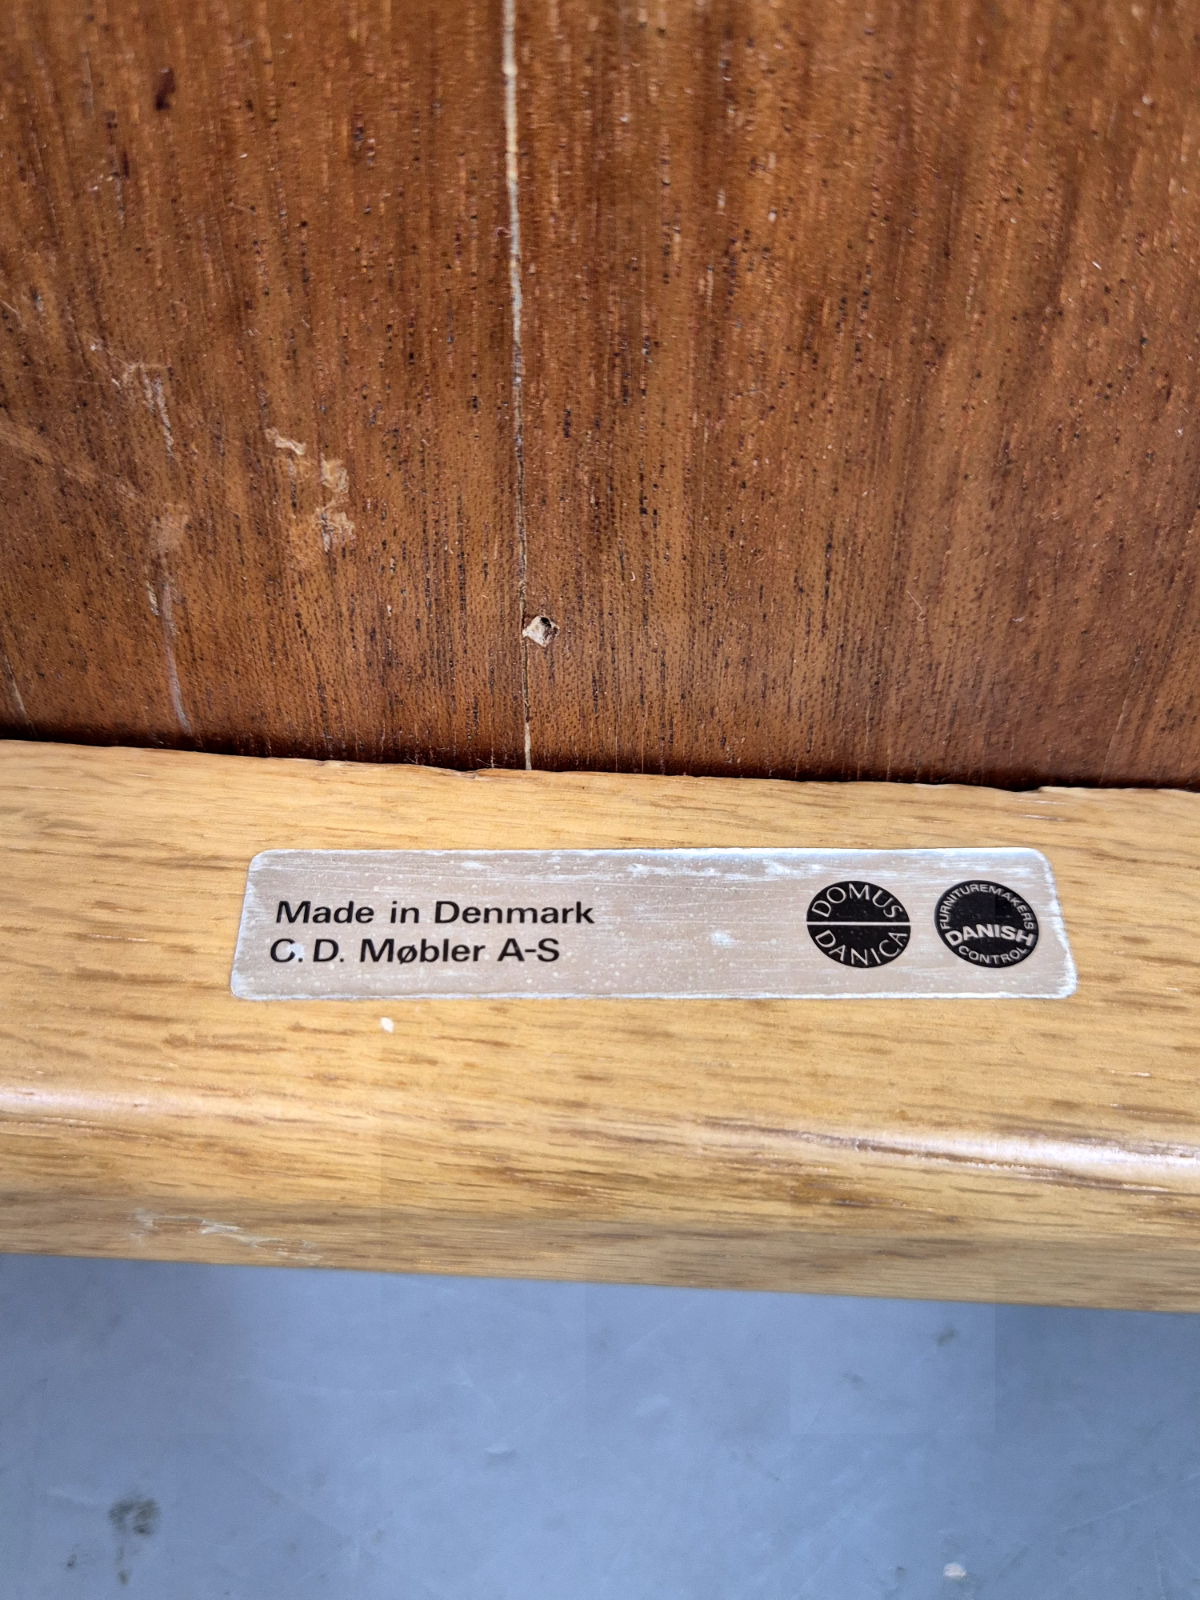 Made in Denmark
C. D. Møbler A-S
DOMUS
DANICA
FURNITUREMAKERS
DANISH
CONTROL